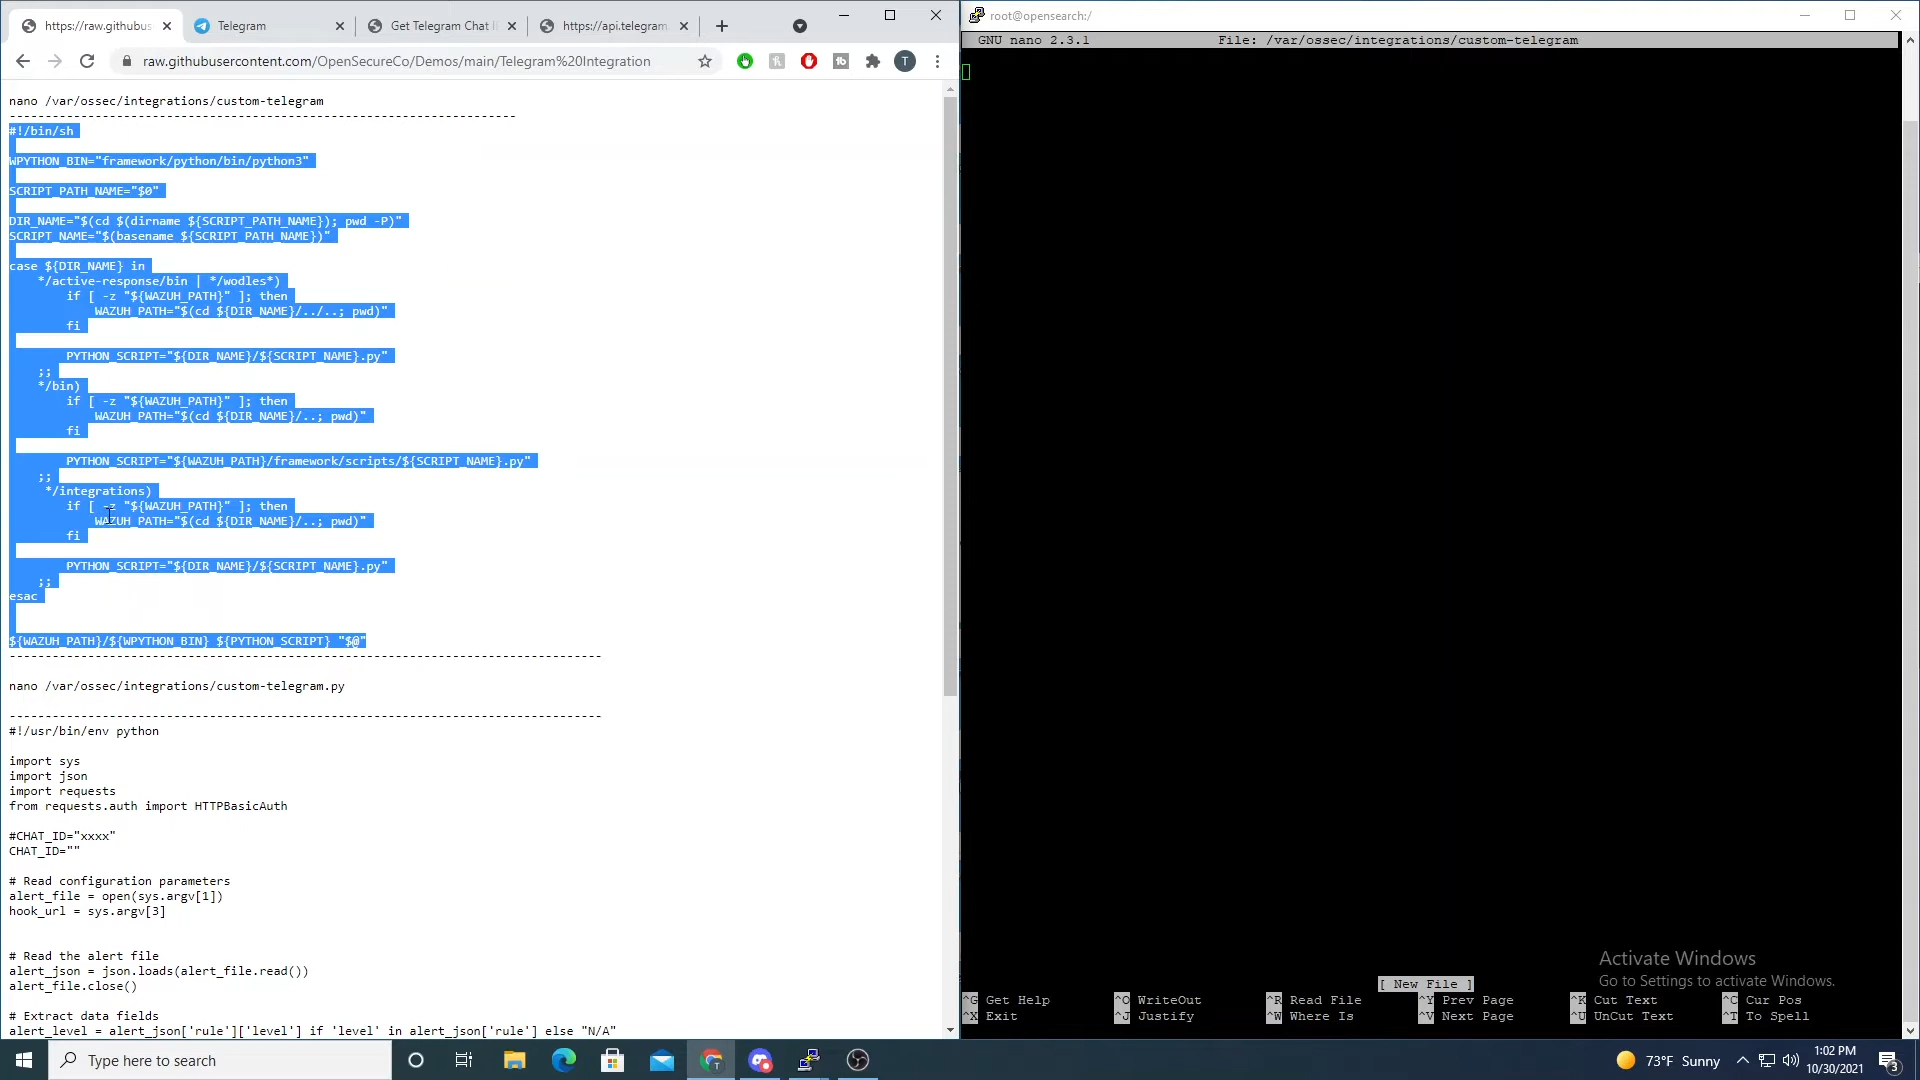 https://raw.githubus
Telegram
Get Telegram Chat I
https://api.telegram.
raw.githubusercontent.com/OpenSecureCo/Demos/main/Telegram%20Integration
T
nano /var/ossec/integrations/custom-telegram
-----------------------------------------------------------------------
#!/bin/sh
WPYTHON_BIN="framework/python/bin/python3"
SCRIPT_PATH_NAME="$0"
DIR_NAME="$(cd $(dirname ${SCRIPT_PATH_NAME}); pwd -P)"
SCRIPT_NAME="$(basename ${SCRIPT_PATH_NAME})"
case ${DIR_NAME} in
    */active-response/bin | */wodles*)
        if [ -z "${WAZUH_PATH}" ]; then
            WAZUH_PATH="$(cd ${DIR_NAME}/../..; pwd)"
        fi
        PYTHON_SCRIPT="${DIR_NAME}/${SCRIPT_NAME}.py"
    ;;
    */bin)
        if [ -z "${WAZUH_PATH}" ]; then
            WAZUH_PATH="$(cd ${DIR_NAME}/..; pwd)"
        fi
        PYTHON_SCRIPT="${WAZUH_PATH}/framework/scripts/${SCRIPT_NAME}.py"
    ;;
     */integrations)
        if [ -z "${WAZUH_PATH}" ]; then
            WAZUH_PATH="$(cd ${DIR_NAME}/..; pwd)"
        fi
        PYTHON_SCRIPT="${DIR_NAME}/${SCRIPT_NAME}.py"
    ;;
esac
${WAZUH_PATH}/${WPYTHON_BIN} ${PYTHON_SCRIPT} "$@"
-----------------------------------------------------------------------------------
nano /var/ossec/integrations/custom-telegram.py
-----------------------------------------------------------------------------------
#!/usr/bin/env python
import sys
import json
import requests
from requests.auth import HTTPBasicAuth
#CHAT_ID="xxxx"
CHAT_ID=""
# Read configuration parameters
alert_file = open(sys.argv[1])
hook_url = sys.argv[3]
# Read the alert file
alert_json = json.loads(alert_file.read())
alert_file.close()
# Extract data fields
alert_level = alert_json['rule']['level'] if 'level' in alert_json['rule'] else "N/A"
root@opensearch:/
GNU nano 2.3.1 File: /var/ossec/integrations/custom-telegram
Activate Windows
Go to Settings to activate Windows.
[ New File ]
^G Get Help ^O WriteOut ^R Read File ^Y Prev Page ^K Cut Text ^C Cur Pos
^X Exit ^J Justify ^W Where Is ^V Next Page ^U UnCut Text ^T To Spell
Type here to search
73°F Sunny
1:02 PM
10/30/2021
3